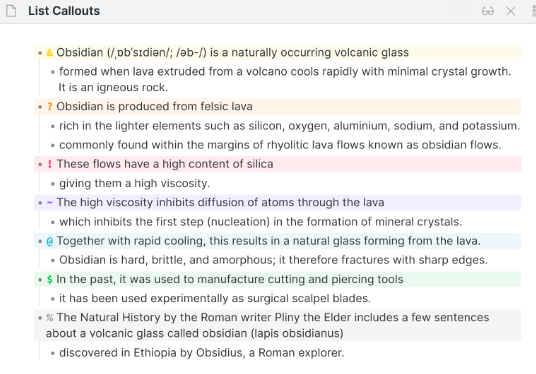 List Callouts
& Obsidian (/ˌɒbˈsɪdiən/; /əb-/) is a naturally occurring volcanic glass
formed when lava extruded from a volcano cools rapidly with minimal crystal growth.
It is an igneous rock.
? Obsidian is produced from felsic lava
rich in the lighter elements such as silicon, oxygen, aluminium, sodium, and potassium.
commonly found within the margins of rhyolitic lava flows known as obsidian flows.
! These flows have a high content of silica
giving them a high viscosity.
~ The high viscosity inhibits diffusion of atoms through the lava
which inhibits the first step (nucleation) in the formation of mineral crystals.
@ Together with rapid cooling, this results in a natural glass forming from the lava.
Obsidian is hard, brittle, and amorphous; it therefore fractures with sharp edges.
$ In the past, it was used to manufacture cutting and piercing tools
it has been used experimentally as surgical scalpel blades.
% The Natural History by the Roman writer Pliny the Elder includes a few sentences
about a volcanic glass called obsidian (lapis obsidianus)
discovered in Ethiopia by Obsidius, a Roman explorer.